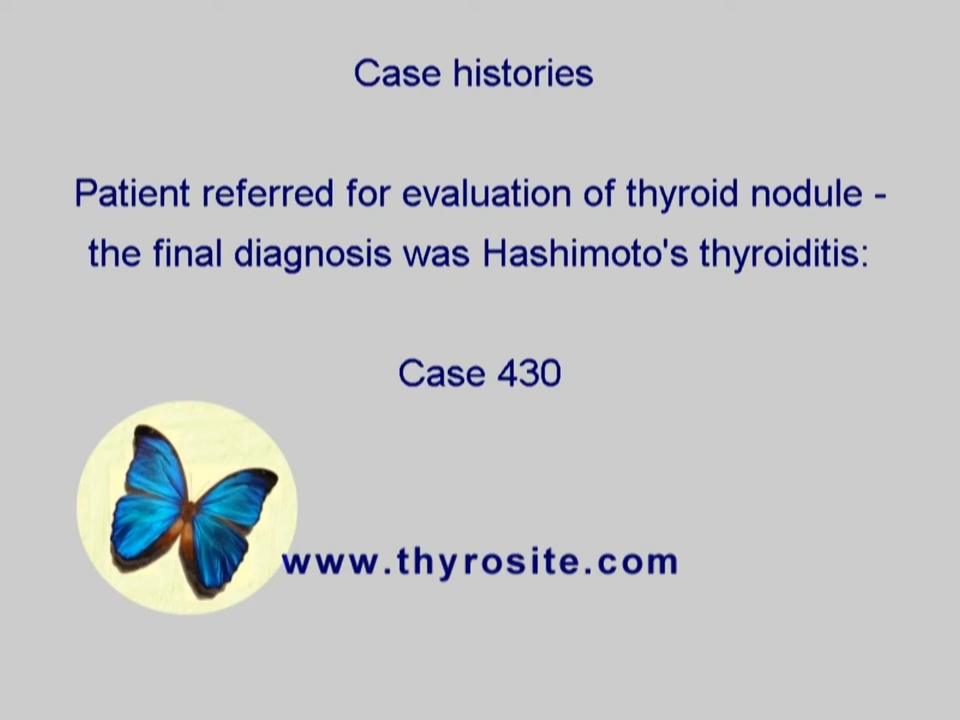 Case histories
Patient referred for evaluation of thyroid nodule -
the final diagnosis was Hashimoto's thyroiditis:
Case 430
www.thyrosite.com